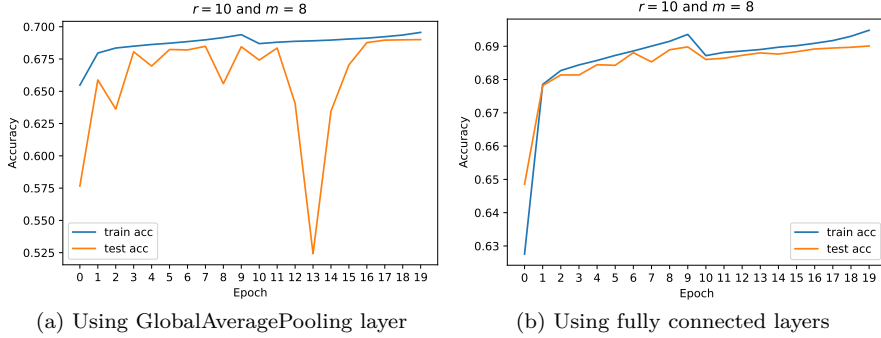 r = 10 and m = 8
0.700
0.675
0.650
0.625
0.600
0.575
0.550
0.525
Accuracy
train acc
test acc
0 1 2 3 4 5 6 7 8 9 10 11 12 13 14 15 16 17 18 19
Epoch
(a) Using GlobalAveragePooling layer
r = 10 and m = 8
0.69
0.68
0.67
0.66
0.65
0.64
0.63
Accuracy
train acc
test acc
0 1 2 3 4 5 6 7 8 9 10 11 12 13 14 15 16 17 18 19
Epoch
(b) Using fully connected layers